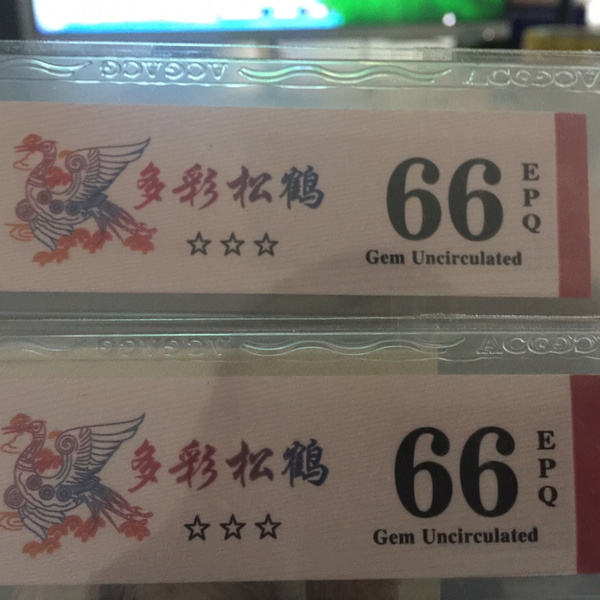 多彩松鹤
☆☆☆
66
EPQ
Gem Uncirculated
ACGACG
多彩松鹤
☆☆☆
66
EPQ
Gem Uncirculated